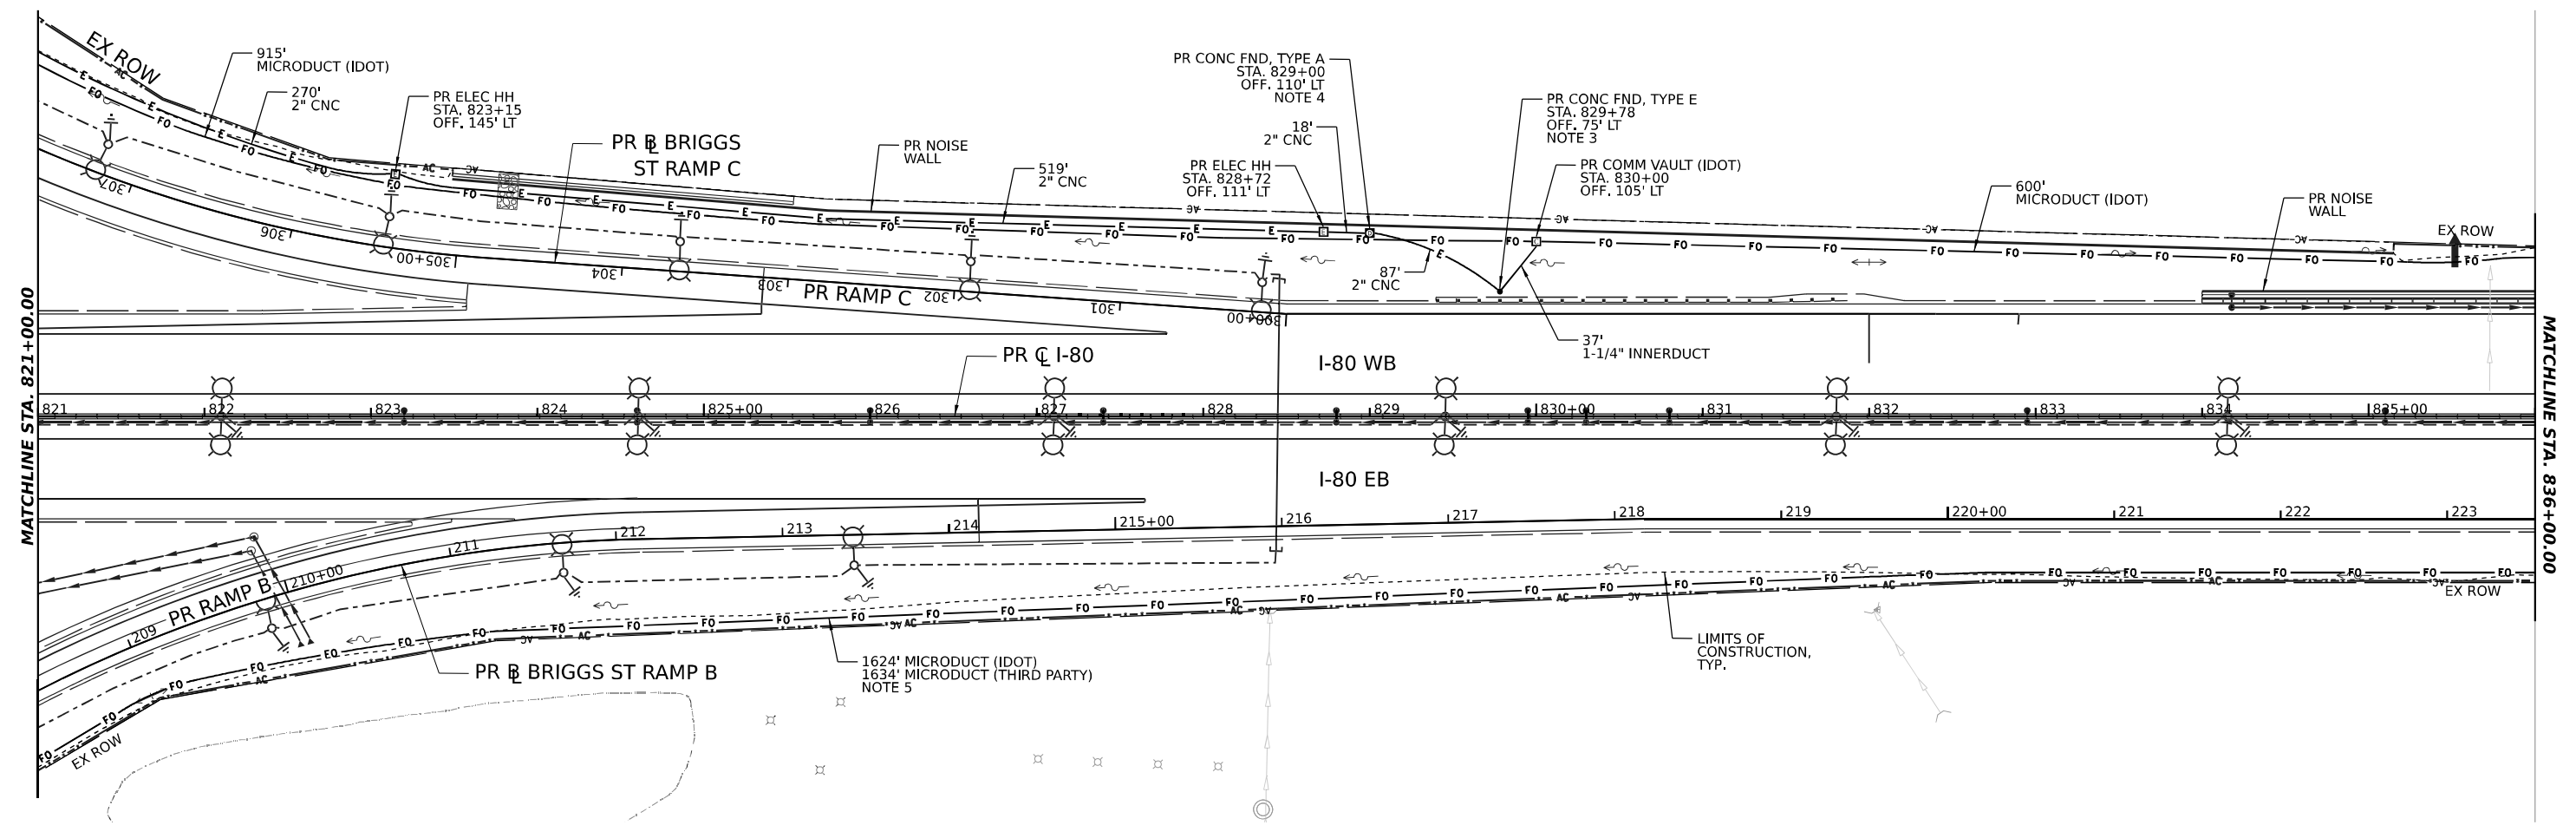 EX ROW
915'
MICRODUCT (IDOT)
270'
2" CNC
PR ELEC HH
STA. 823+15
OFF. 145' LT
PR BL BRIGGS
ST RAMP C
PR NOISE
WALL
519'
2" CNC
PR CONC FND, TYPE A
STA. 829+00
OFF. 110' LT
NOTE 4
18'
2" CNC
PR ELEC HH
STA. 828+72
OFF. 111' LT
PR CONC FND, TYPE E
STA. 829+78
OFF. 75' LT
NOTE 3
PR COMM VAULT (IDOT)
STA. 830+00
OFF. 105' LT
600'
MICRODUCT (IDOT)
PR NOISE
WALL
EX ROW
87'
2" CNC
37'
1-1/4" INNERDUCT
307
306
305+00
304
303
302
301
300+00
PR RAMP C
MATCHLINE STA. 821+00.00
MATCHLINE STA. 836+00.00
PR CL I-80
I-80 WB
821 822 823 824 825+00 826 827 828 829 830+00 831 832 833 834 835+00
I-80 EB
209 210+00 211 212 213 214 215+00 216 217 218 219 220+00 221 222 223
PR RAMP B
PR BL BRIGGS ST RAMP B
1624' MICRODUCT (IDOT)
1634' MICRODUCT (THIRD PARTY)
NOTE 5
LIMITS OF
CONSTRUCTION,
TYP.
EX ROW
EX ROW